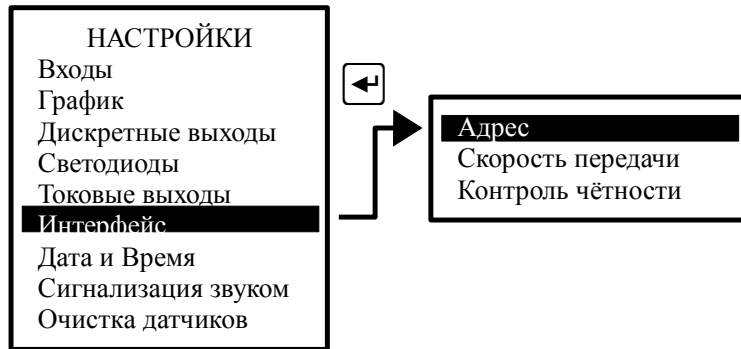 НАСТРОЙКИ
Входы
График
Дискретные выходы
Светодиоды
Токовые выходы
Интерфейс
Дата и Время
Сигнализация звуком
Очистка датчиков
Адрес
Скорость передачи
Контроль чётности